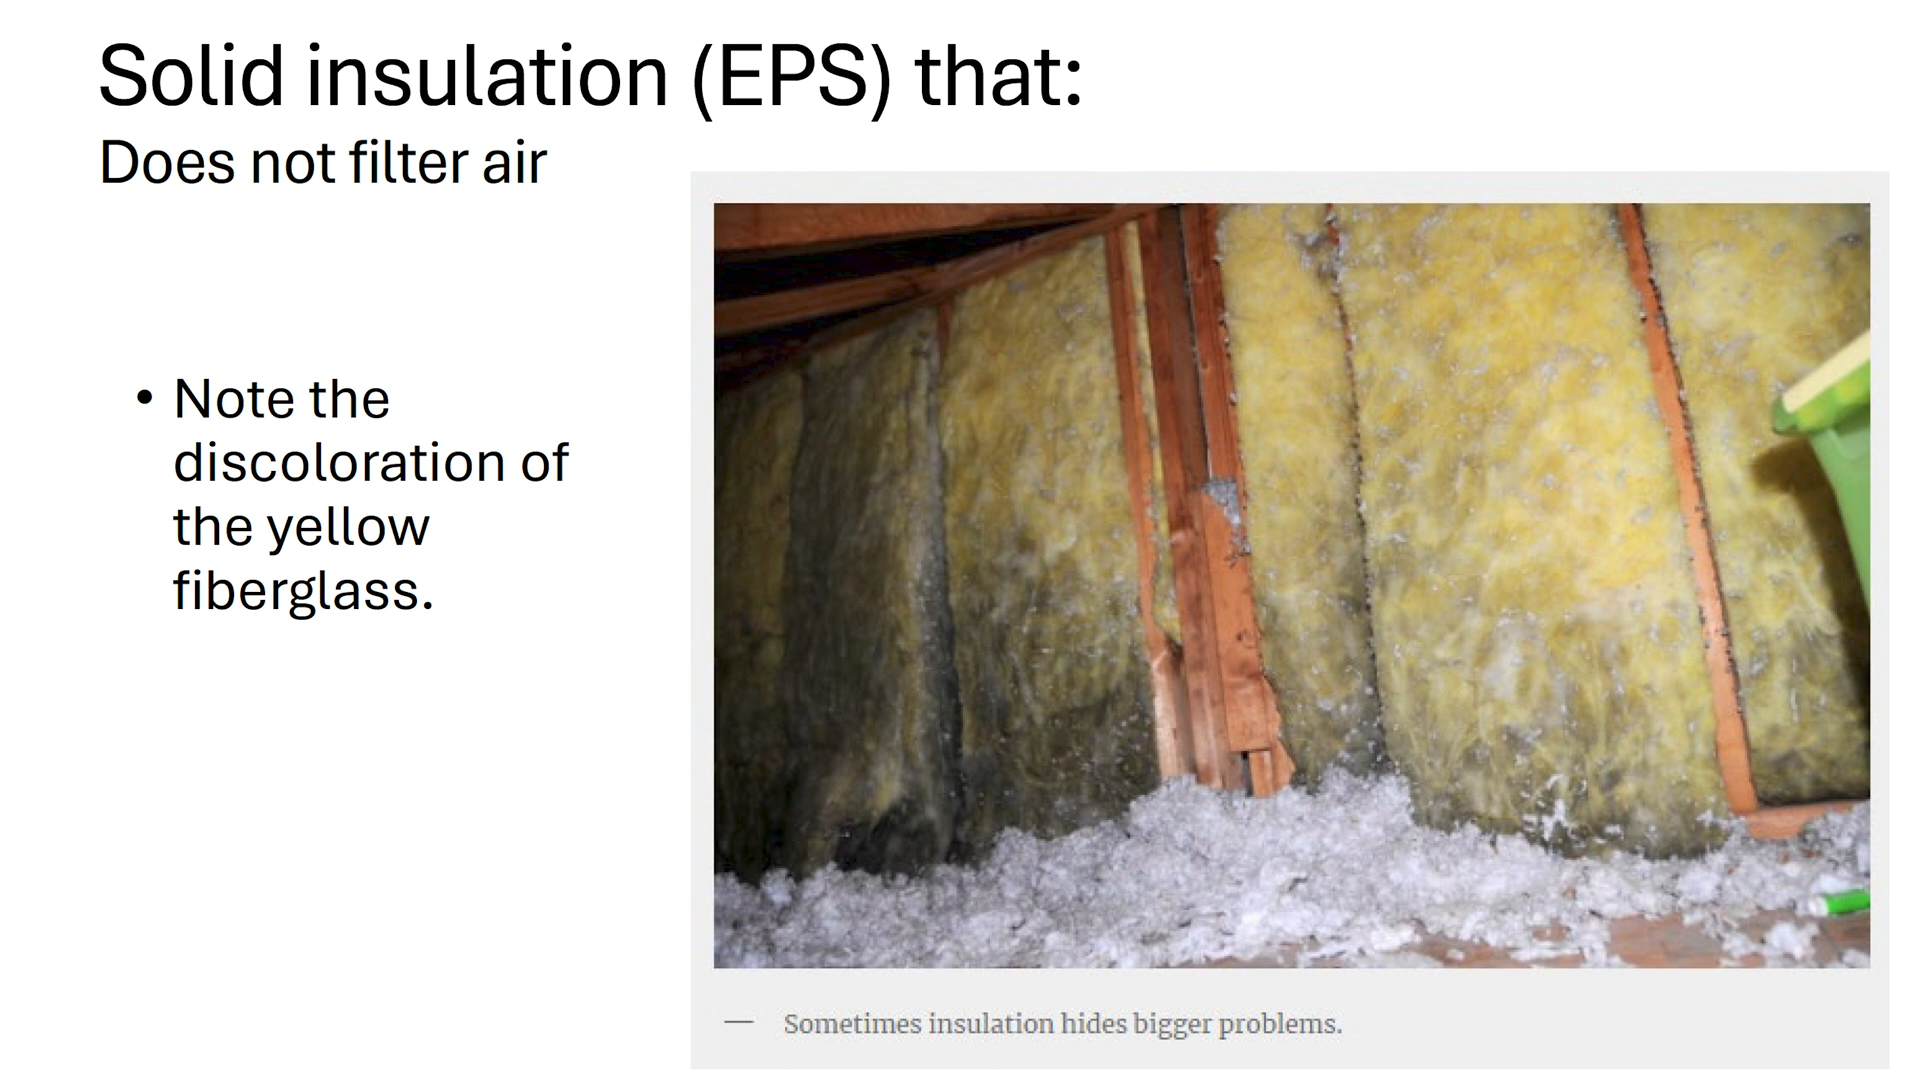 Solid insulation (EPS) that:
Does not filter air
• Note the
discoloration of
the yellow
fiberglass.
— Sometimes insulation hides bigger problems.